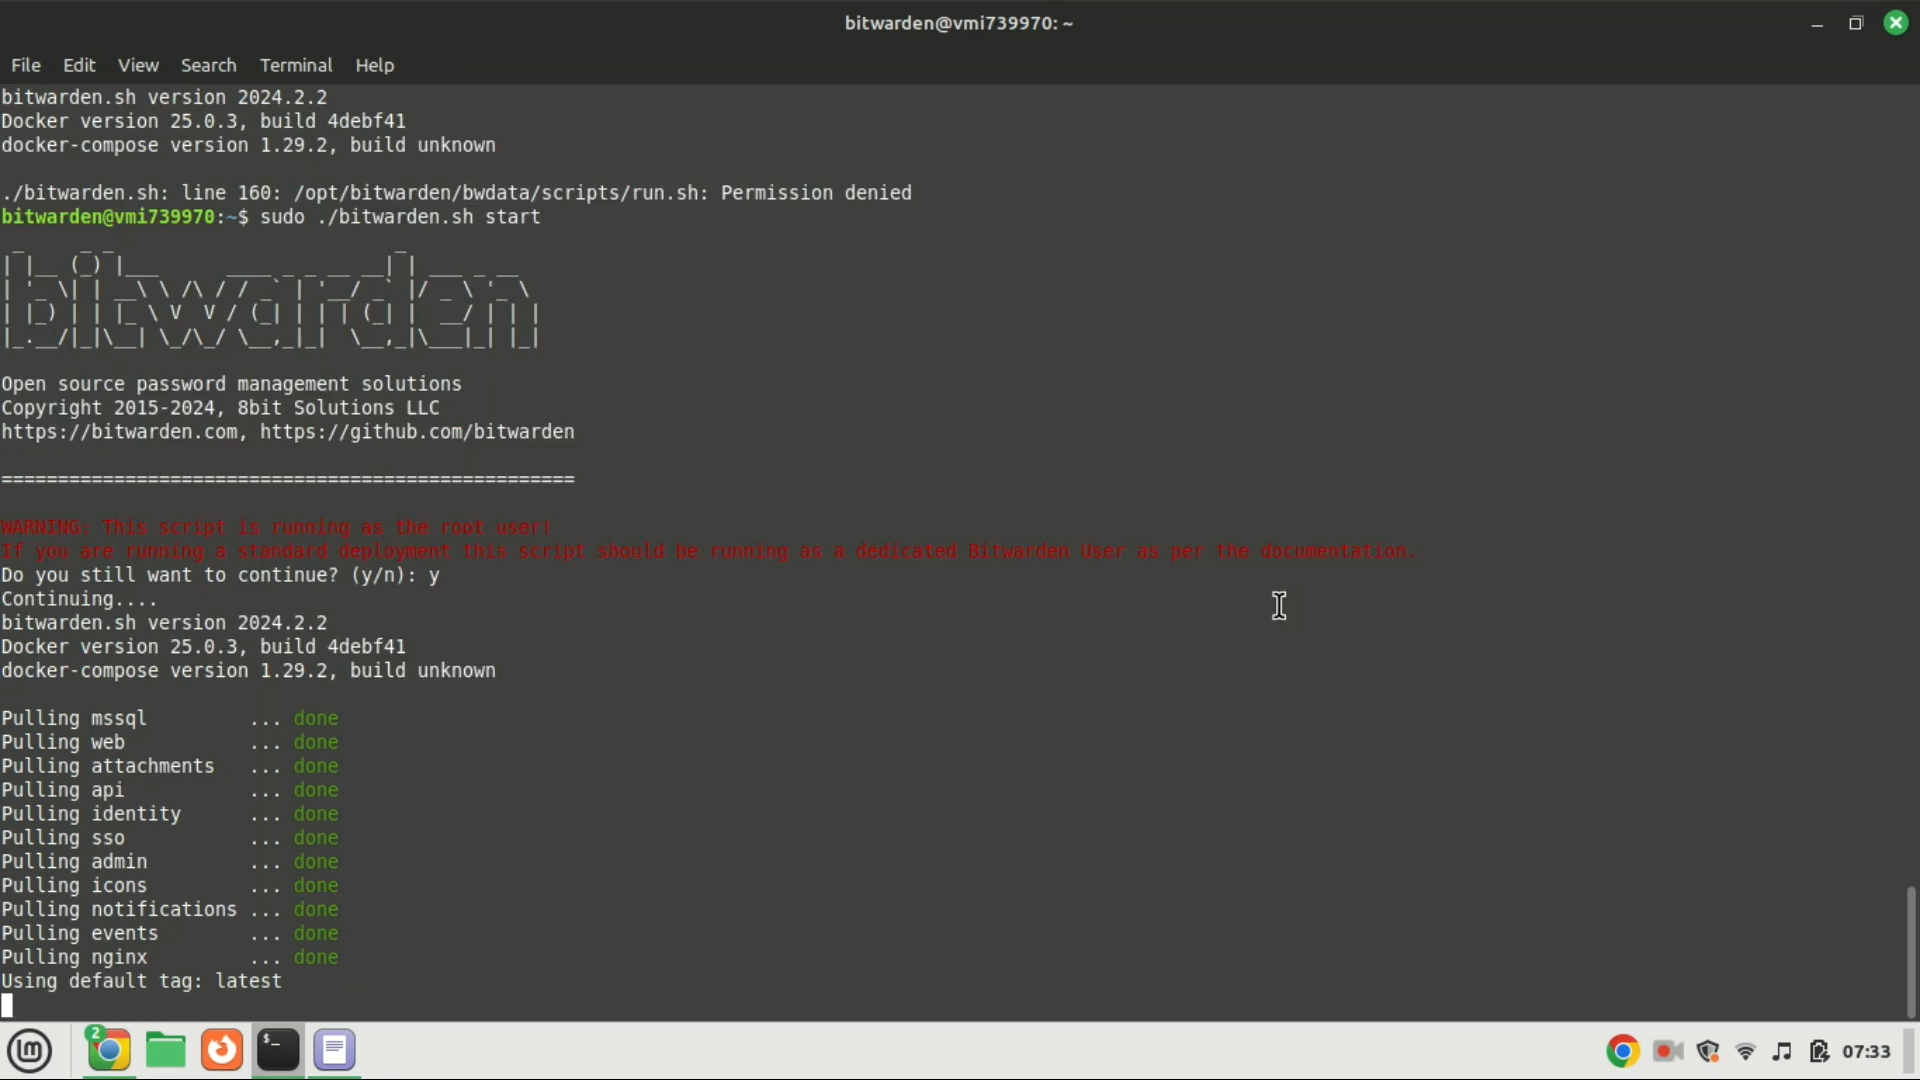 bitwarden@vmi739970: ~
File Edit View Search Terminal Help
bitwarden.sh version 2024.2.2
Docker version 25.0.3, build 4debf41
docker-compose version 1.29.2, build unknown
./bitwarden.sh: line 160: /opt/bitwarden/bwdata/scripts/run.sh: Permission denied
bitwarden@vmi739970:~$ sudo ./bitwarden.sh start
bitwarden
Open source password management solutions
Copyright 2015-2024, 8bit Solutions LLC
https://bitwarden.com, https://github.com/bitwarden
===================================================
WARNING: This script is running as the root user!
If you are running a standard deployment this script should be running as a dedicated Bitwarden User as per the documentation.
Do you still want to continue? (y/n): y
Continuing....
bitwarden.sh version 2024.2.2
Docker version 25.0.3, build 4debf41
docker-compose version 1.29.2, build unknown
Pulling mssql ... done
Pulling web ... done
Pulling attachments ... done
Pulling api ... done
Pulling identity ... done
Pulling sso ... done
Pulling admin ... done
Pulling icons ... done
Pulling notifications ... done
Pulling events ... done
Pulling nginx ... done
Using default tag: latest
2
$_
07:33